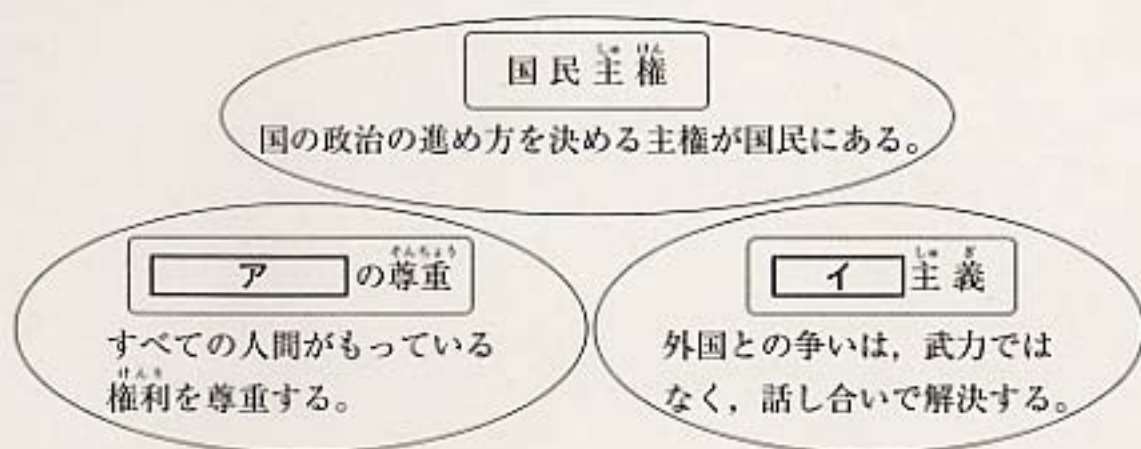 国民主権
国の政治の進め方を決める主権が国民にある。
アの尊重
すべての人間がもっている
権利を尊重する。
イ主義
外国との争いは，武力では
なく，話し合いで解決する。